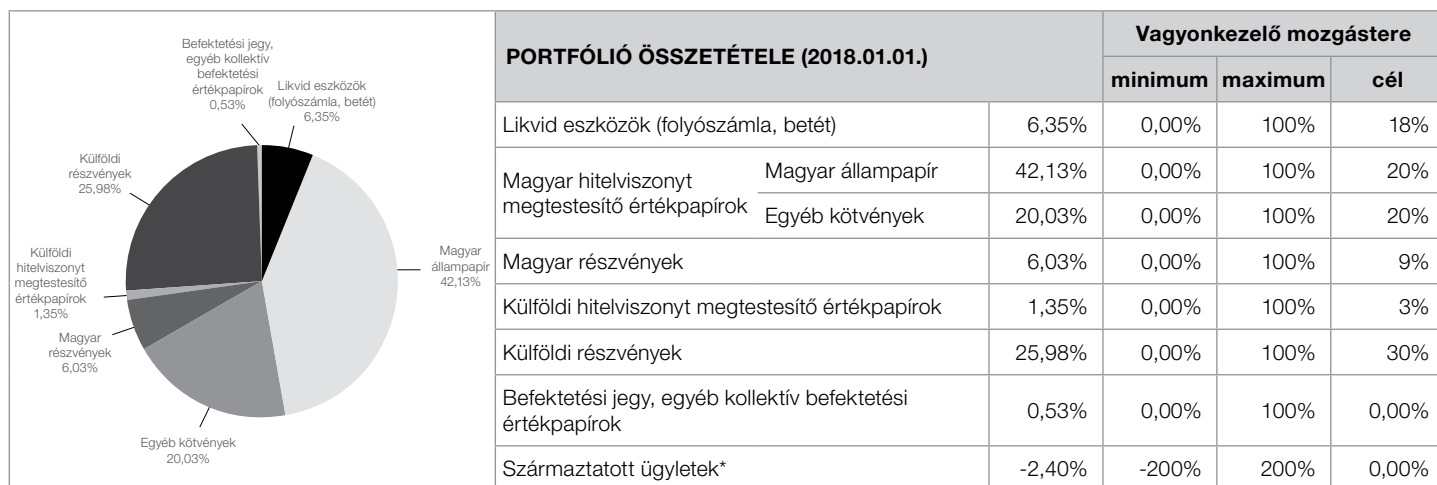 Befektetési jegy,
egyéb kollektív
befektetési
értékpapírok
0,53%
Likvid eszközök
(folyószámla, betét)
6,35%
Külföldi
részvények
25,98%
Külföldi
hitelviszonyt
megtestesítő
értékpapírok
1,35%
Magyar
részvények
6,03%
Egyéb kötvények
20,03%
Magyar
állampapír
42,13%
PORTFÓLIÓ ÖSSZETÉTELE (2018.01.01.)
Vagyonkezelő mozgástere
minimum maximum cél
Likvid eszközök (folyószámla, betét) 6,35% 0,00% 100% 18%
Magyar hitelviszonyt
megtestesítő értékpapírok
Magyar állampapír 42,13% 0,00% 100% 20%
Egyéb kötvények 20,03% 0,00% 100% 20%
Magyar részvények 6,03% 0,00% 100% 9%
Külföldi hitelviszonyt megtestesítő értékpapírok 1,35% 0,00% 100% 3%
Külföldi részvények 25,98% 0,00% 100% 30%
Befektetési jegy, egyéb kollektív befektetési
értékpapírok 0,53% 0,00% 100% 0,00%
Származtatott ügyletek* -2,40% -200% 200% 0,00%